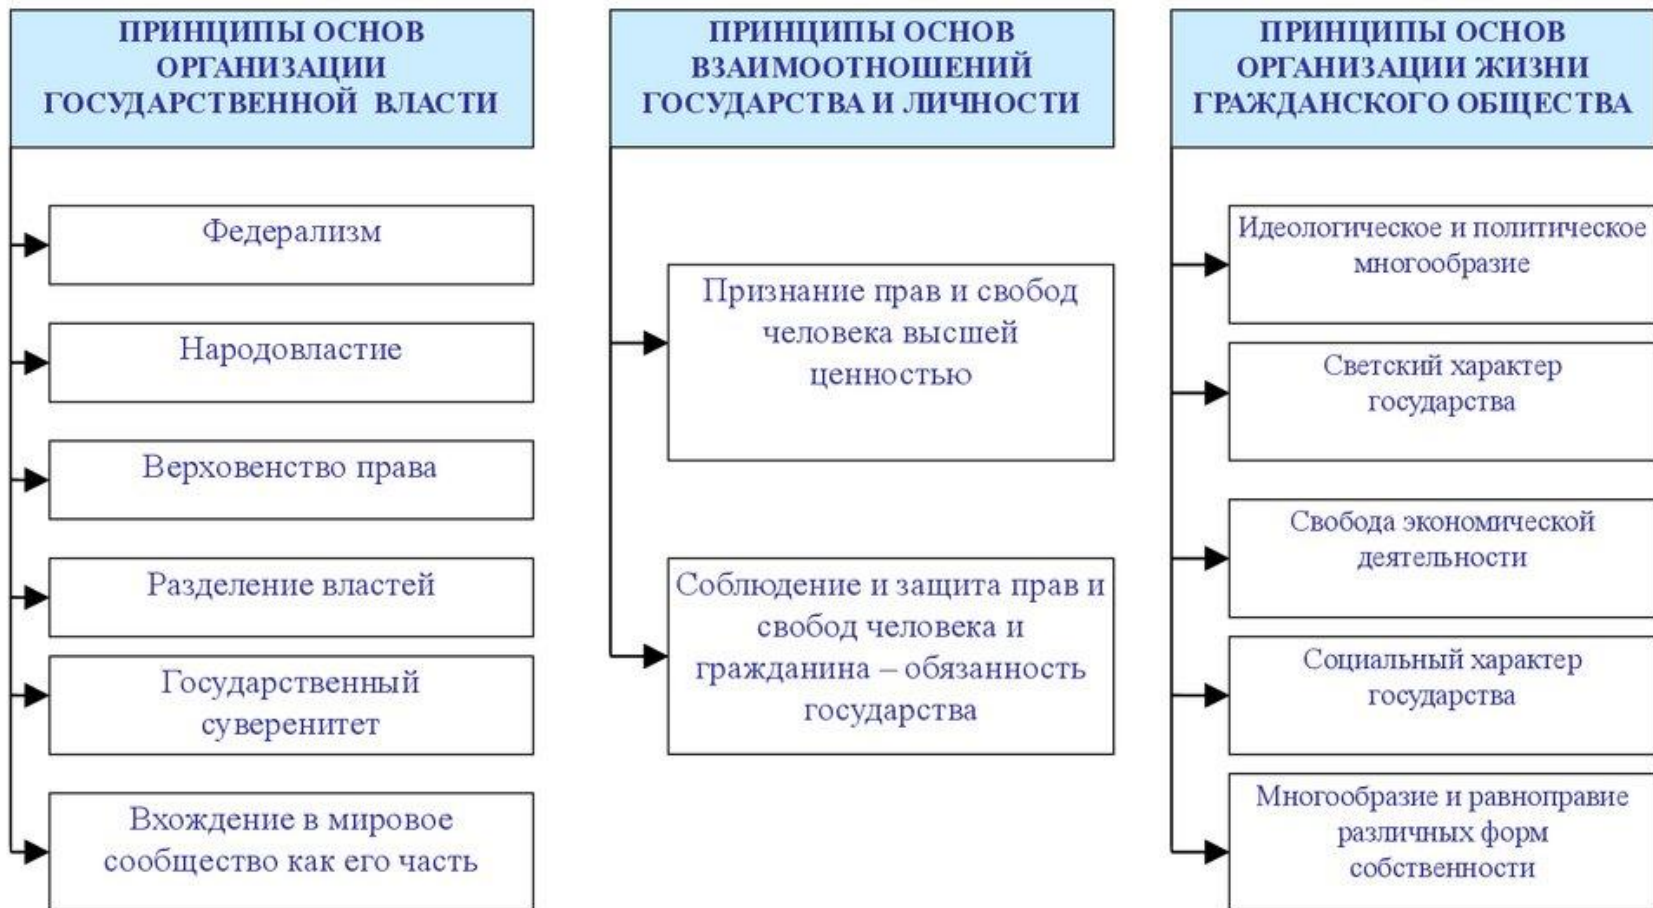 ПРИНЦИПЫ ОСНОВ
ОРГАНИЗАЦИИ
ГОСУДАРСТВЕННОЙ ВЛАСТИ
Федерализм
Народовластие
Верховенство права
Разделение властей
Государственный
суверенитет
Вхождение в мировое
сообщество как его часть
ПРИНЦИПЫ ОСНОВ
ВЗАИМООТНОШЕНИЙ
ГОСУДАРСТВА И ЛИЧНОСТИ
Признание прав и свобод
человека высшей
ценностью
Соблюдение и защита прав и
свобод человека и
гражданина – обязанность
государства
ПРИНЦИПЫ ОСНОВ
ОРГАНИЗАЦИИ ЖИЗНИ
ГРАЖДАНСКОГО ОБЩЕСТВА
Идеологическое и политическое
многообразие
Светский характер
государства
Свобода экономической
деятельности
Социальный характер
государства
Многообразие и равноправие
различных форм
собственности